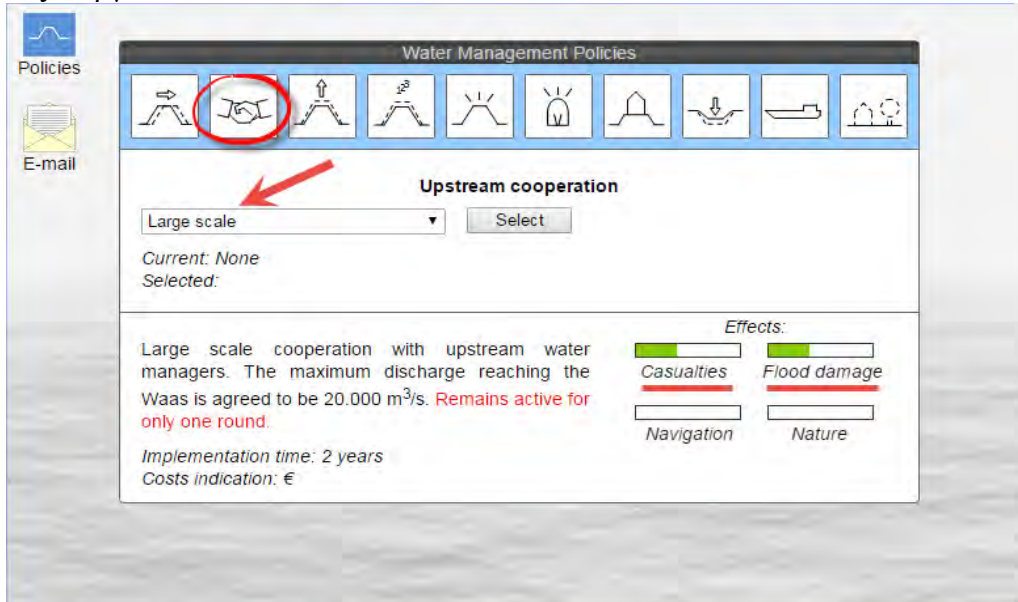 Policies
E-mail
Water Management Policies
123
Upstream cooperation
Large scale
Select
Current: None
Selected:
Large scale cooperation with upstream water
managers. The maximum discharge reaching the
Waas is agreed to be 20.000 m³/s. Remains active for
only one round.
Implementation time: 2 years
Costs indication: €
Effects:
Casualties Flood damage
Navigation Nature